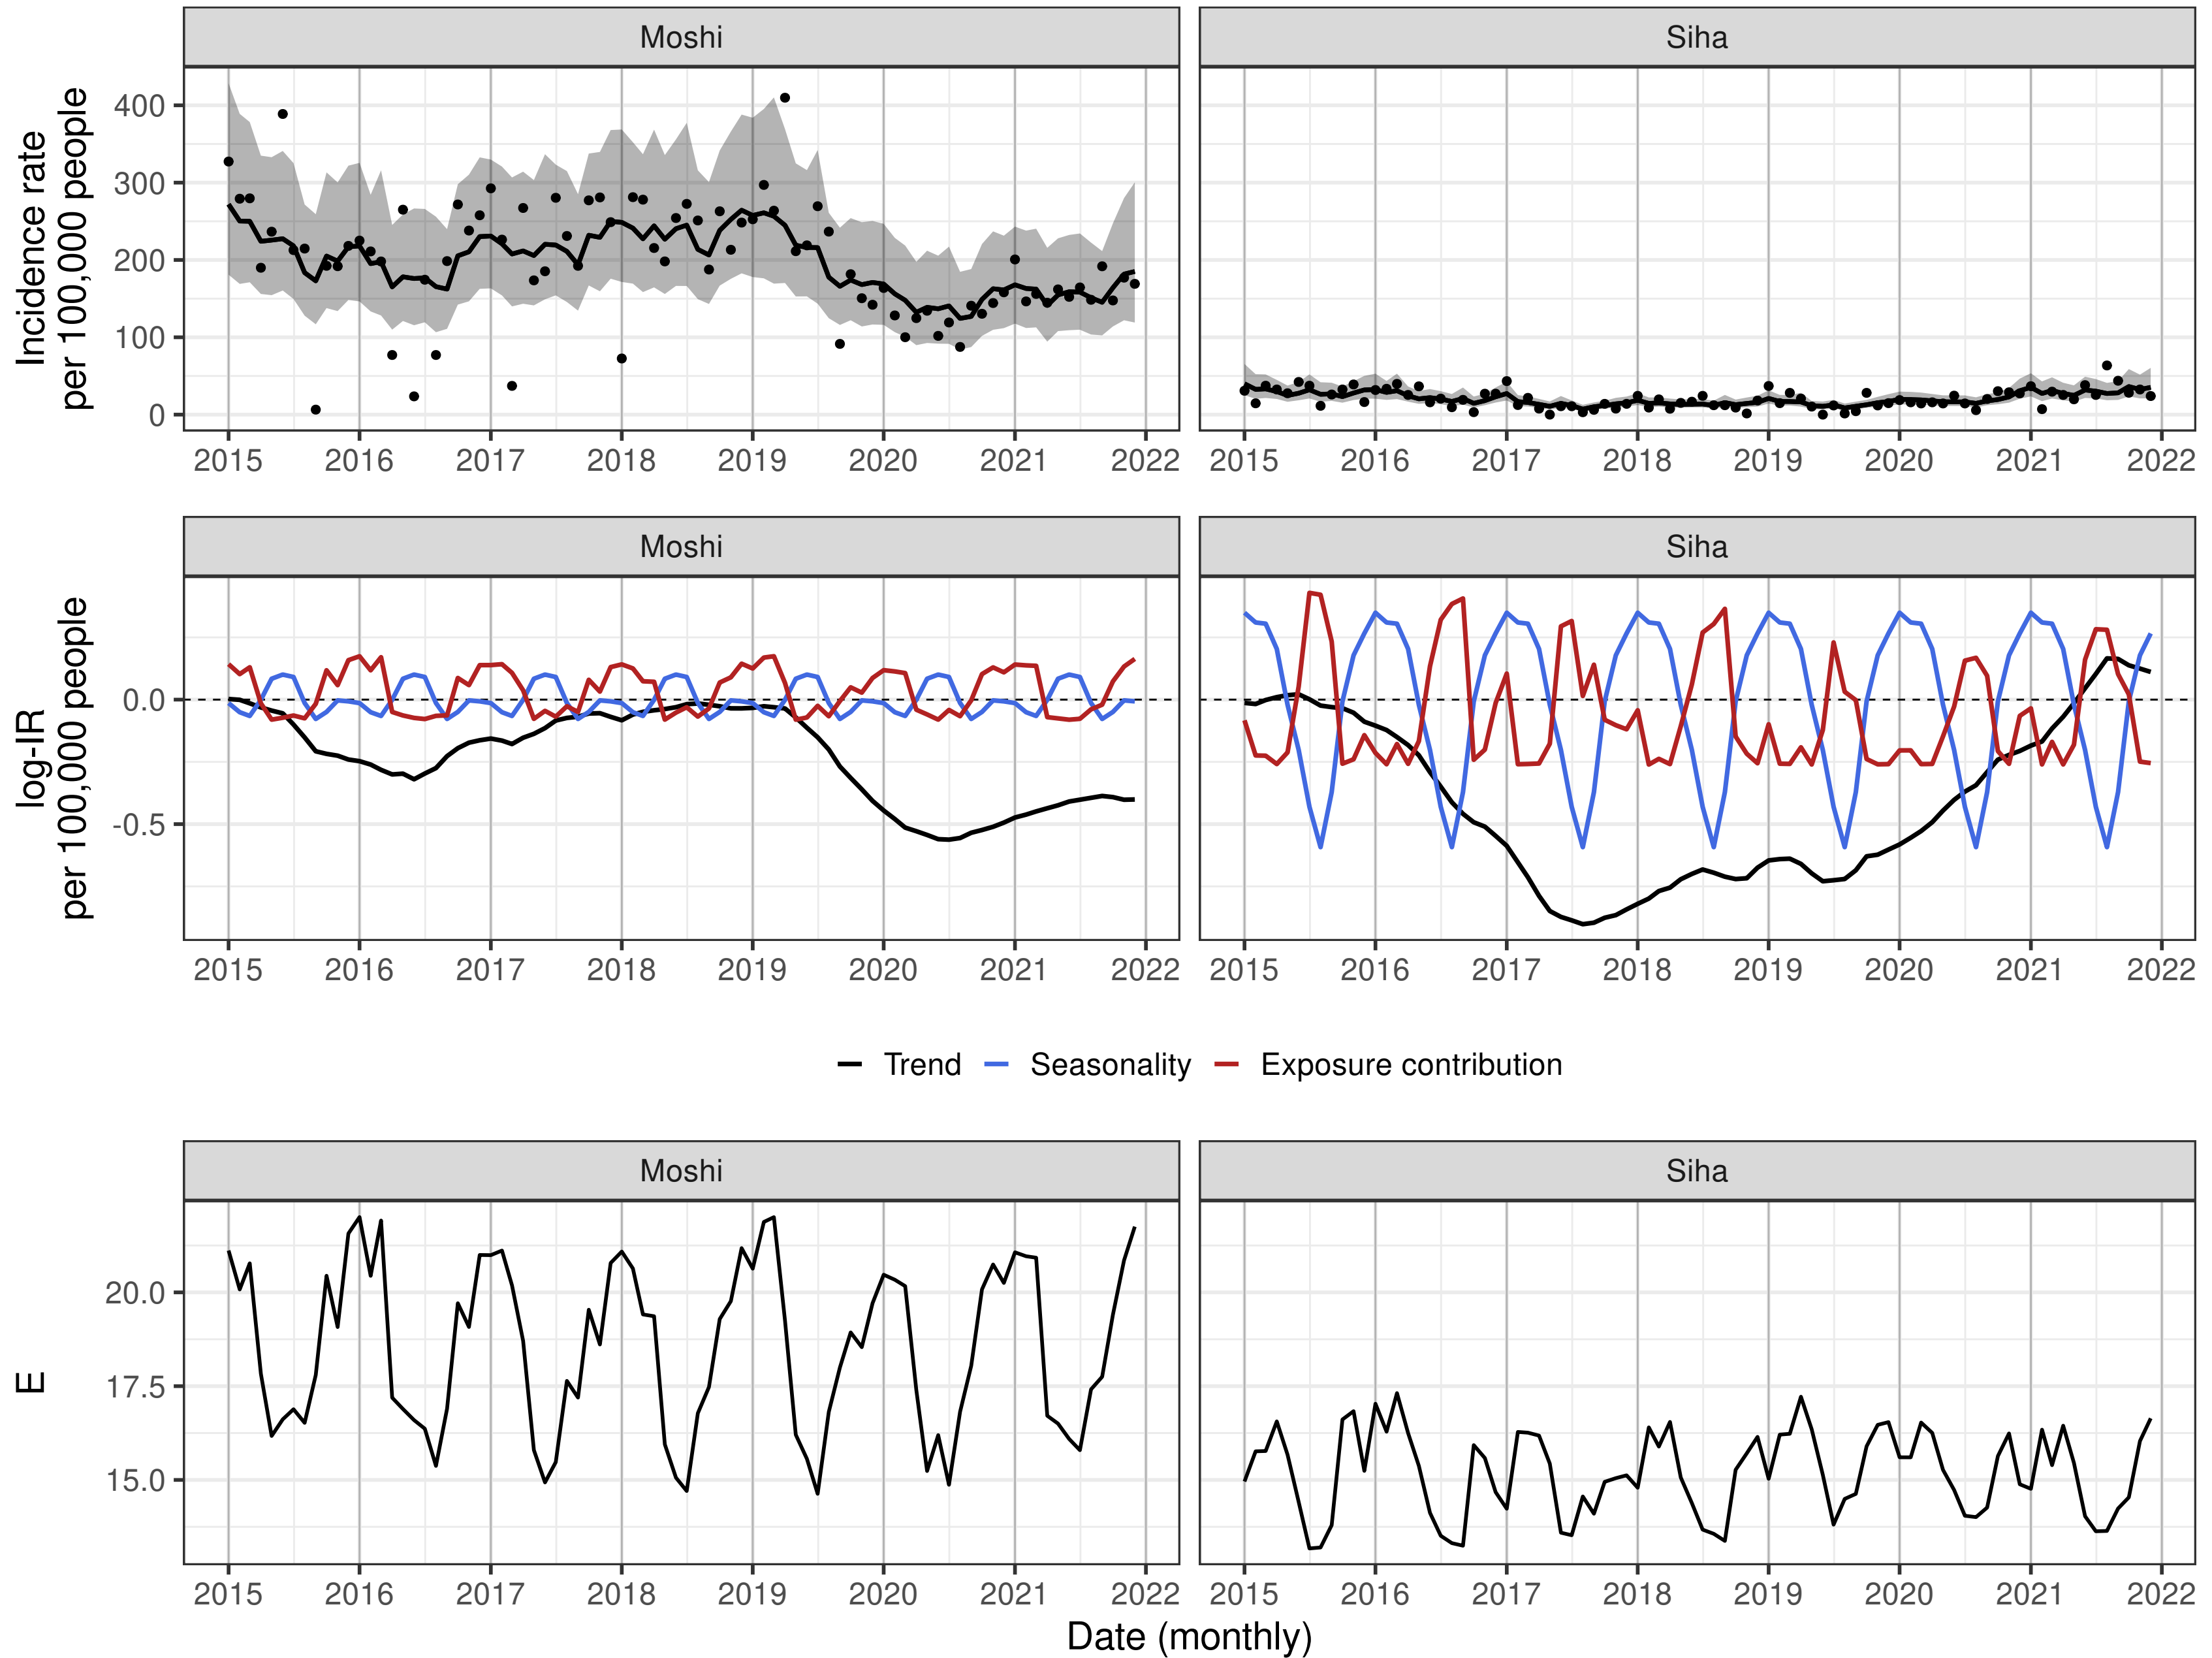 Moshi Siha
Incidence rate
per 100,000 people
400
300
200
100
0
2015 2016 2017 2018 2019 2020 2021 2022 2015 2016 2017 2018 2019 2020 2021 2022
Moshi Siha
log-IR
per 100,000 people
0.0
-0.5
2015 2016 2017 2018 2019 2020 2021 2022 2015 2016 2017 2018 2019 2020 2021 2022
Trend Seasonality Exposure contribution
Moshi Siha
E
20.0
17.5
15.0
2015 2016 2017 2018 2019 2020 2021 2022 2015 2016 2017 2018 2019 2020 2021 2022
Date (monthly)